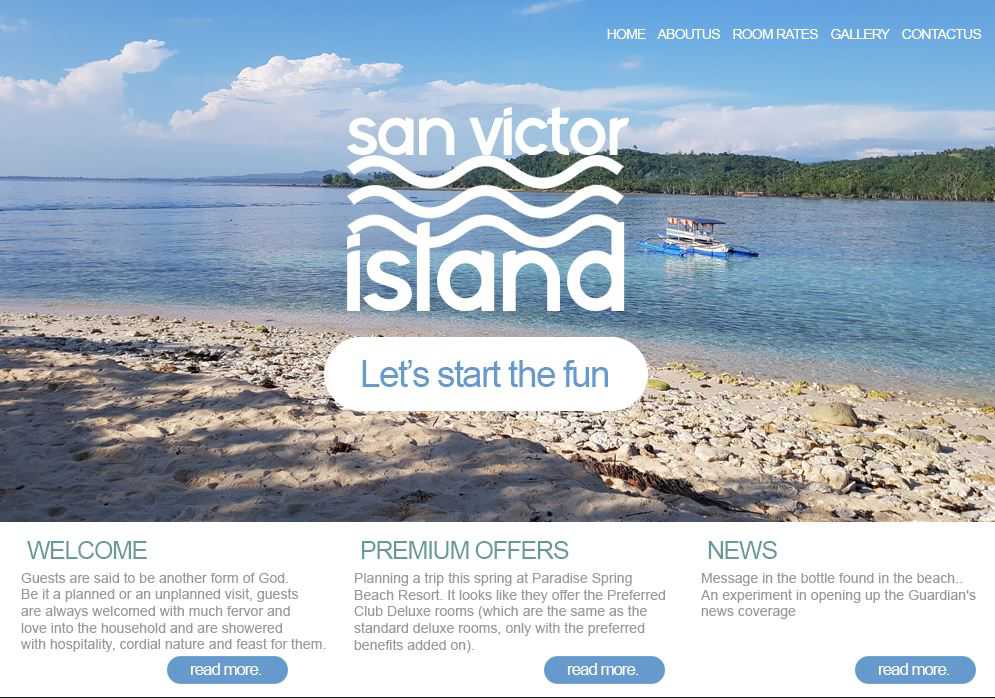 HOME ABOUTUS ROOM RATES GALLERY CONTACTUS
san victor
island
Let's start the fun
WELCOME
Guests are said to be another form of God.
Be it a planned or an unplanned visit, guests
are always welcomed with much fervor and
love into the household and are showered
with hospitality, cordial nature and feast for them.
read more.
PREMIUM OFFERS
Planning a trip this spring at Paradise Spring
Beach Resort. It looks like they offer the Preferred
Club Deluxe rooms (which are the same as the
standard deluxe rooms, only with the preferred
benefits added on).
read more.
NEWS
Message in the bottle found in the beach..
An experiment in opening up the Guardian's
news coverage
read more.